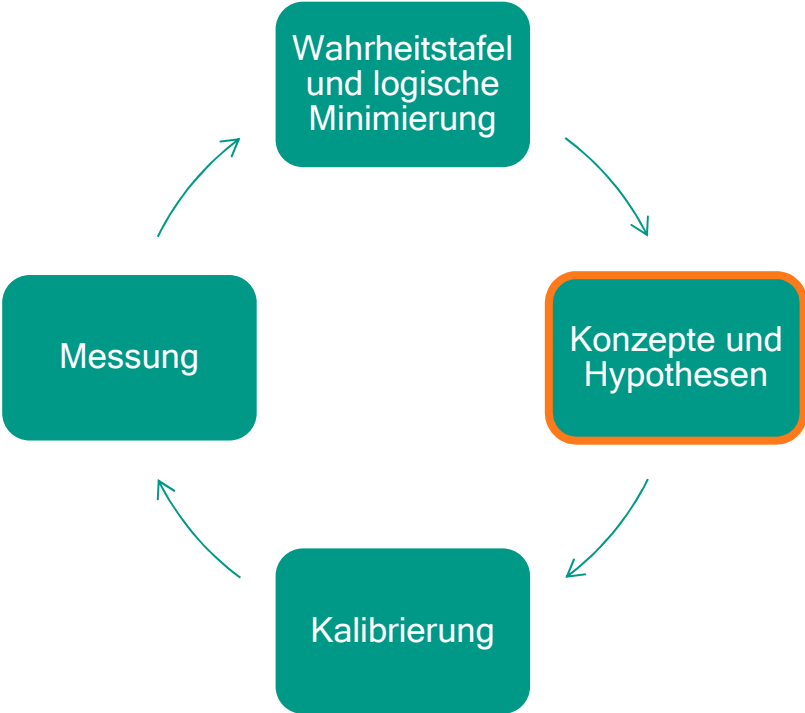 Wahrheitstafel
und logische
Minimierung
Messung
Konzepte und
Hypothesen
Kalibrierung